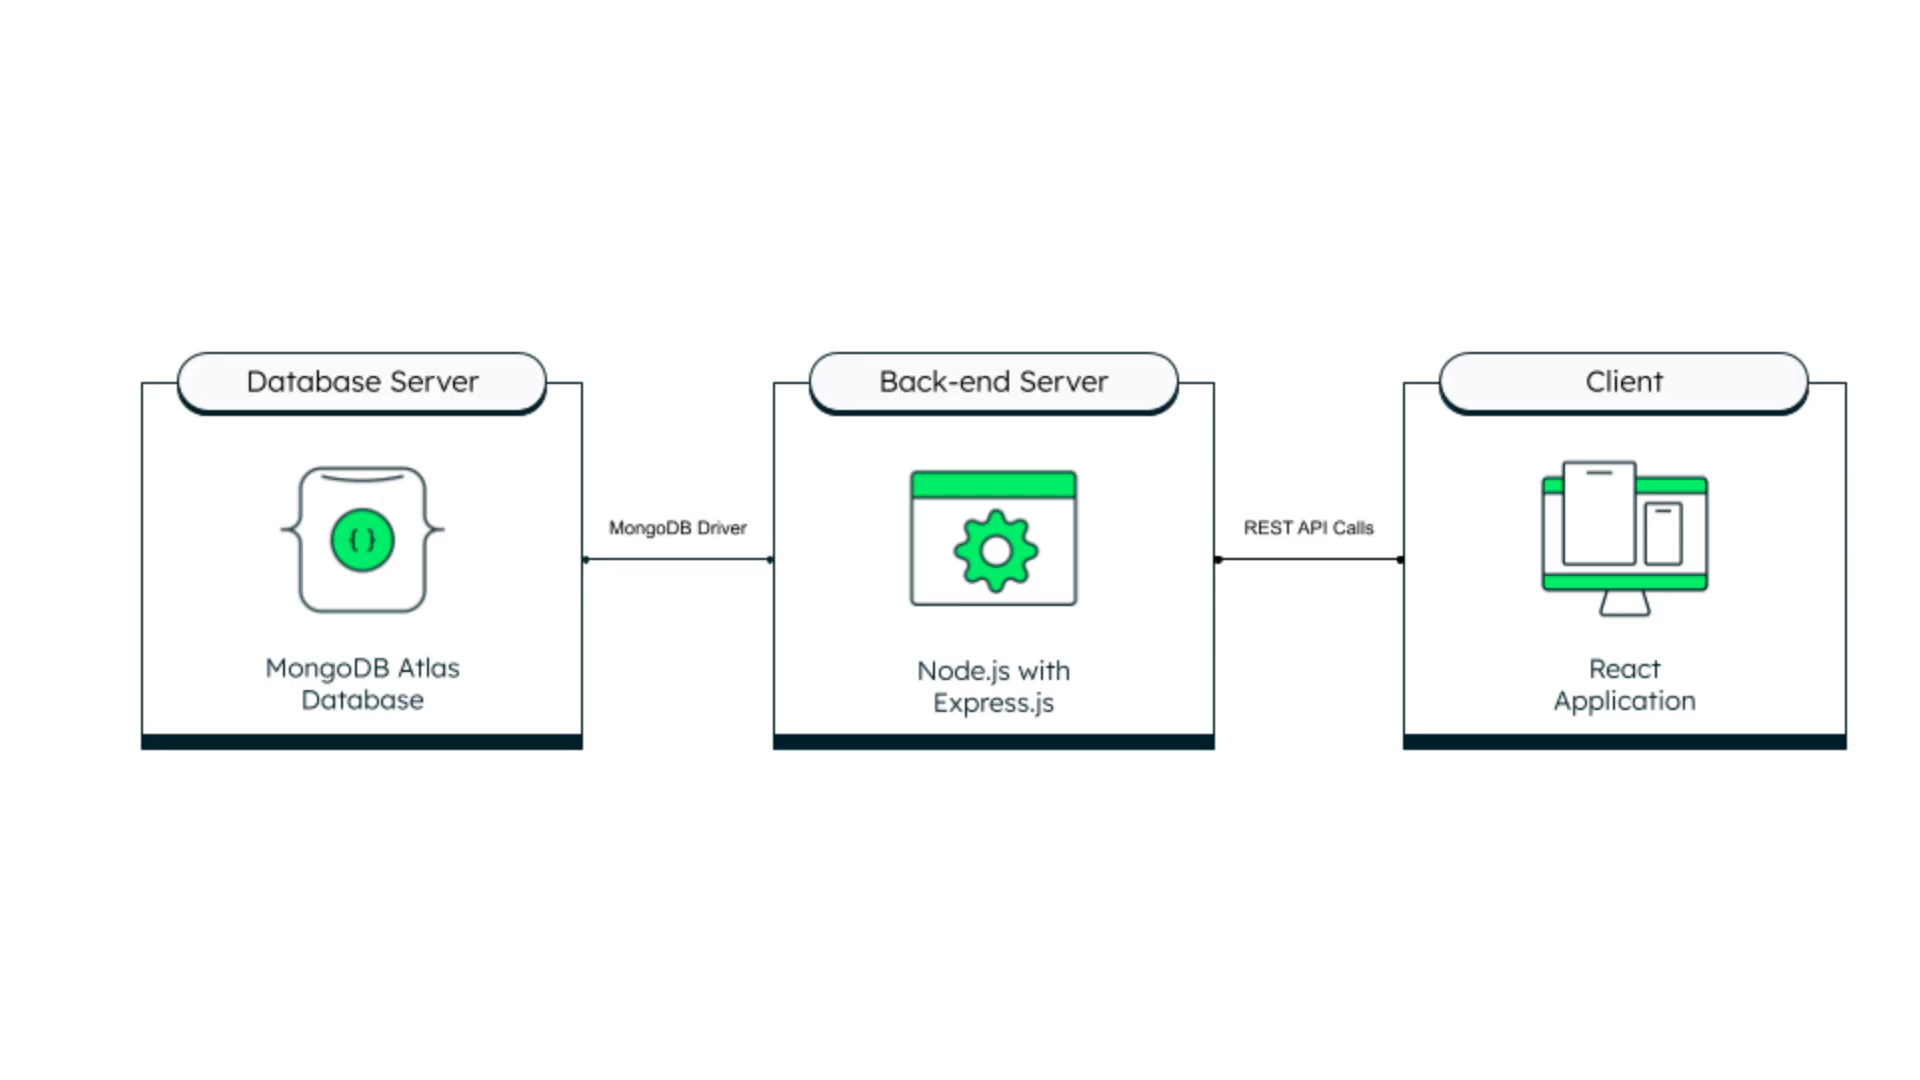 Database Server
{ }
MongoDB Atlas
Database
MongoDB Driver
Back-end Server
Node.js with
Express.js
REST API Calls
Client
React
Application